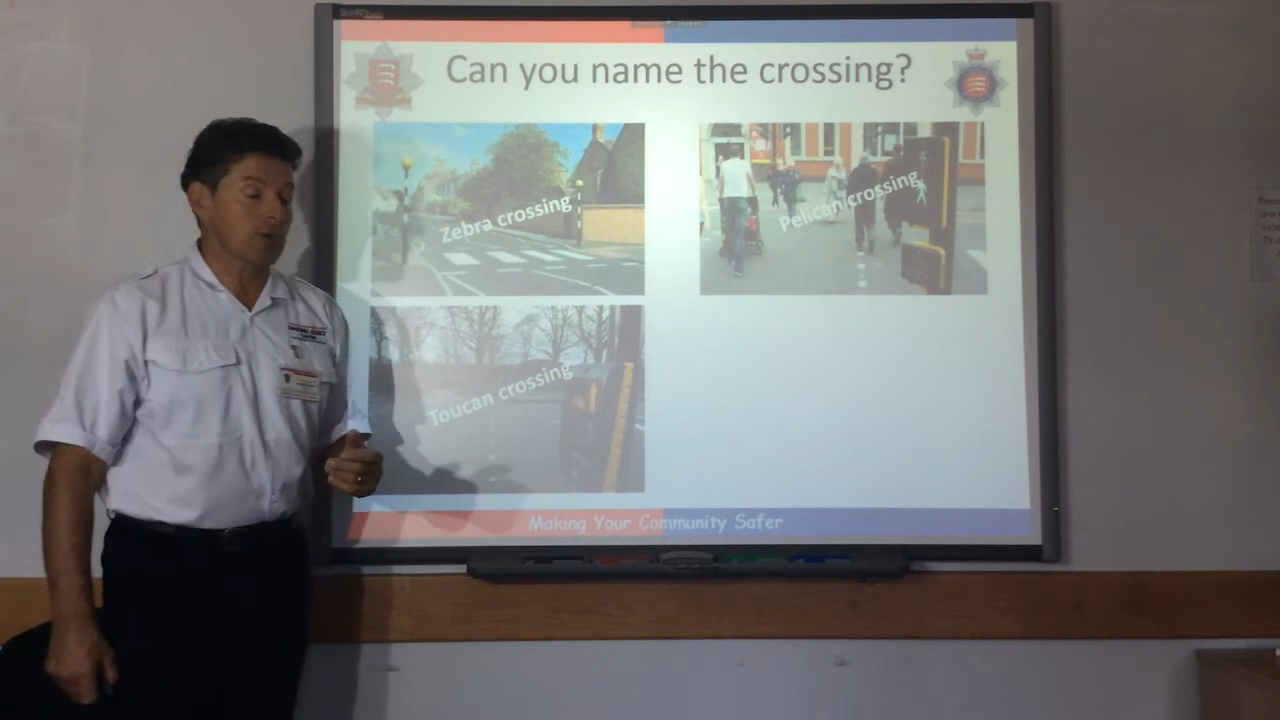 Can you name the crossing?
Zebra crossing
Pelican crossing
Toucan crossing
Making Your Community Safer